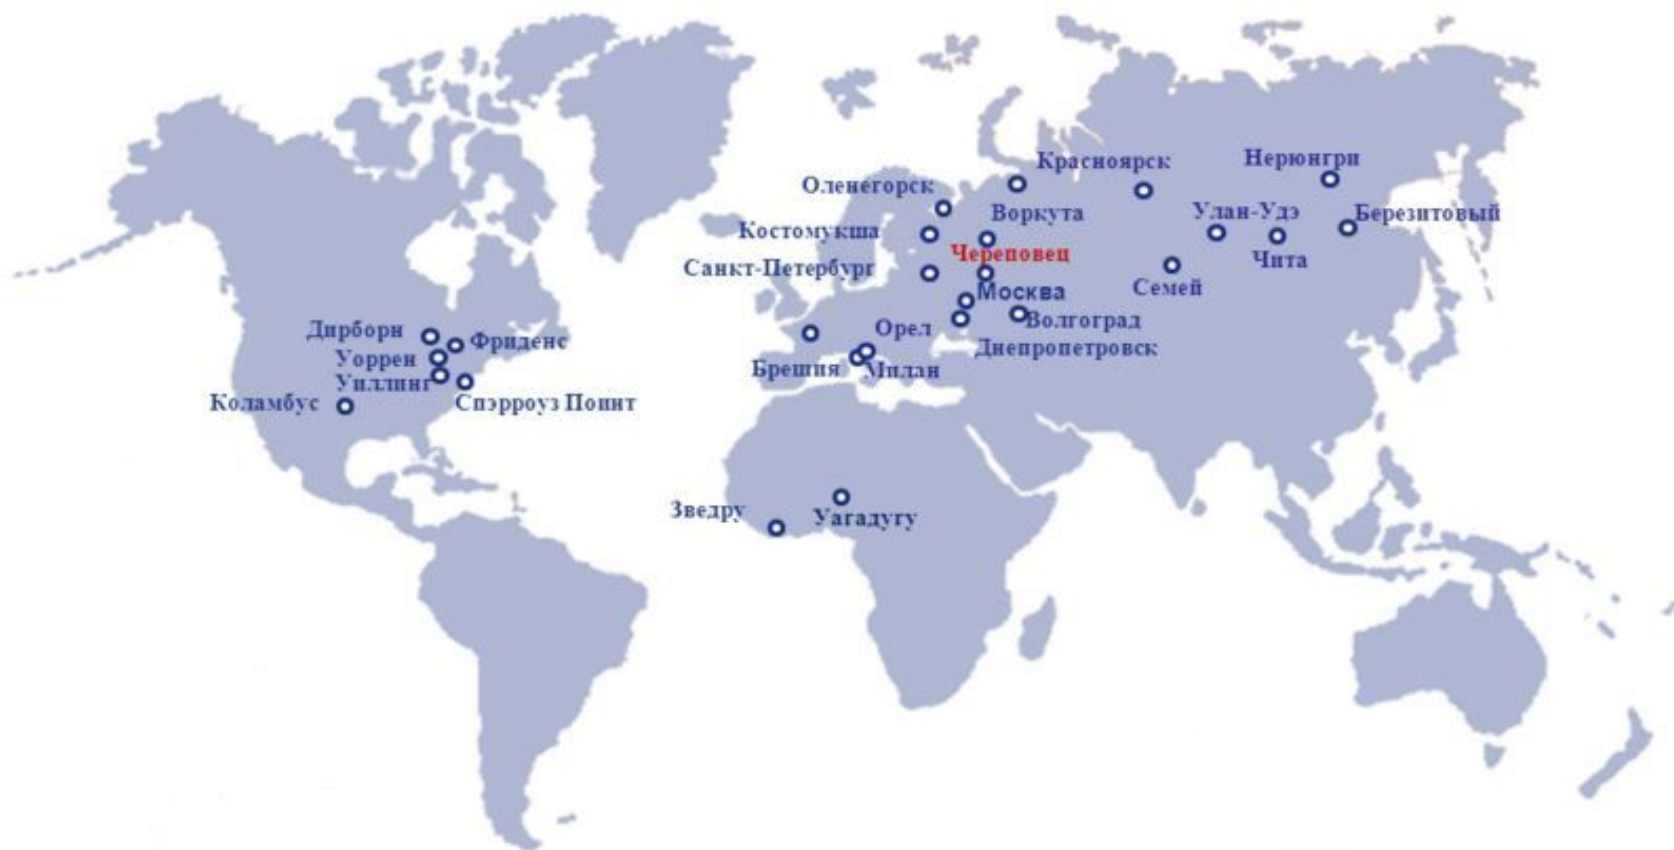 Красноярск
Нерюнгри
Оленегорск
Воркута
Улан-Удэ
Березитовый
Костомукша
Череповец
Чита
Санкт-Петербург
Семей
Москва
Волгоград
Дирборн
Орел
Фриденс
Днепропетровск
Уоррен
Брешия
Милан
Уиллинг
Коламбус
Спэрроуз Поинт
Зведру
Уагадугу